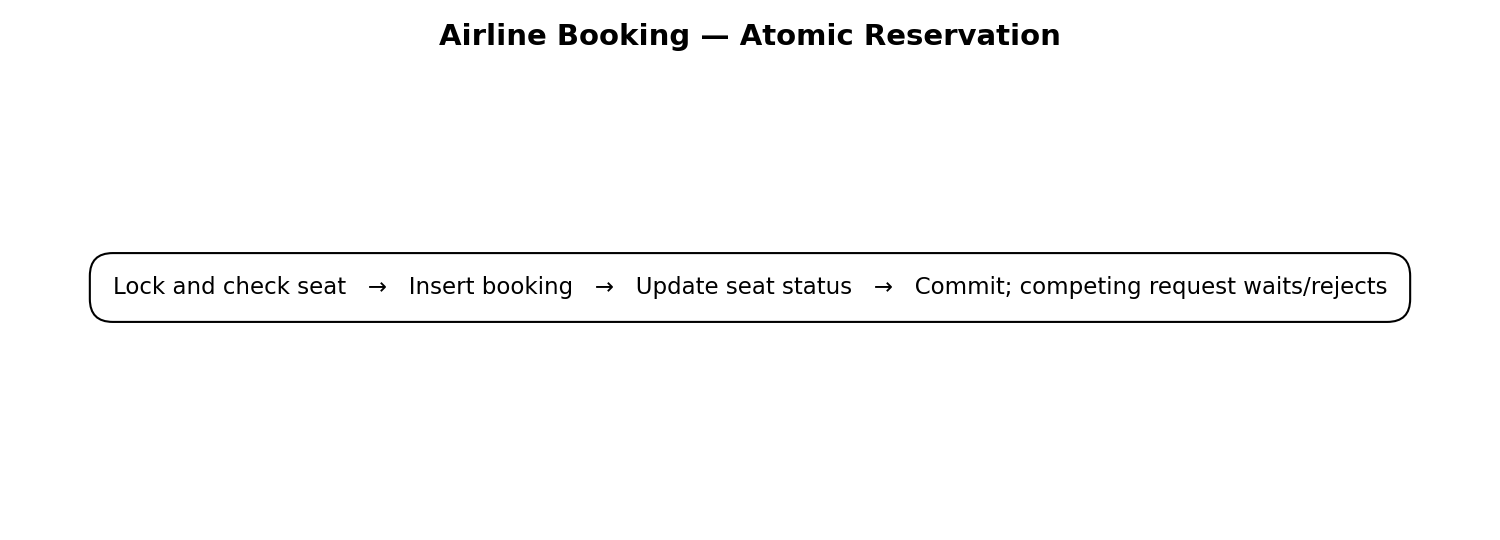 Airline Booking — Atomic Reservation
Lock and check seat → Insert booking → Update seat status → Commit; competing request waits/rejects